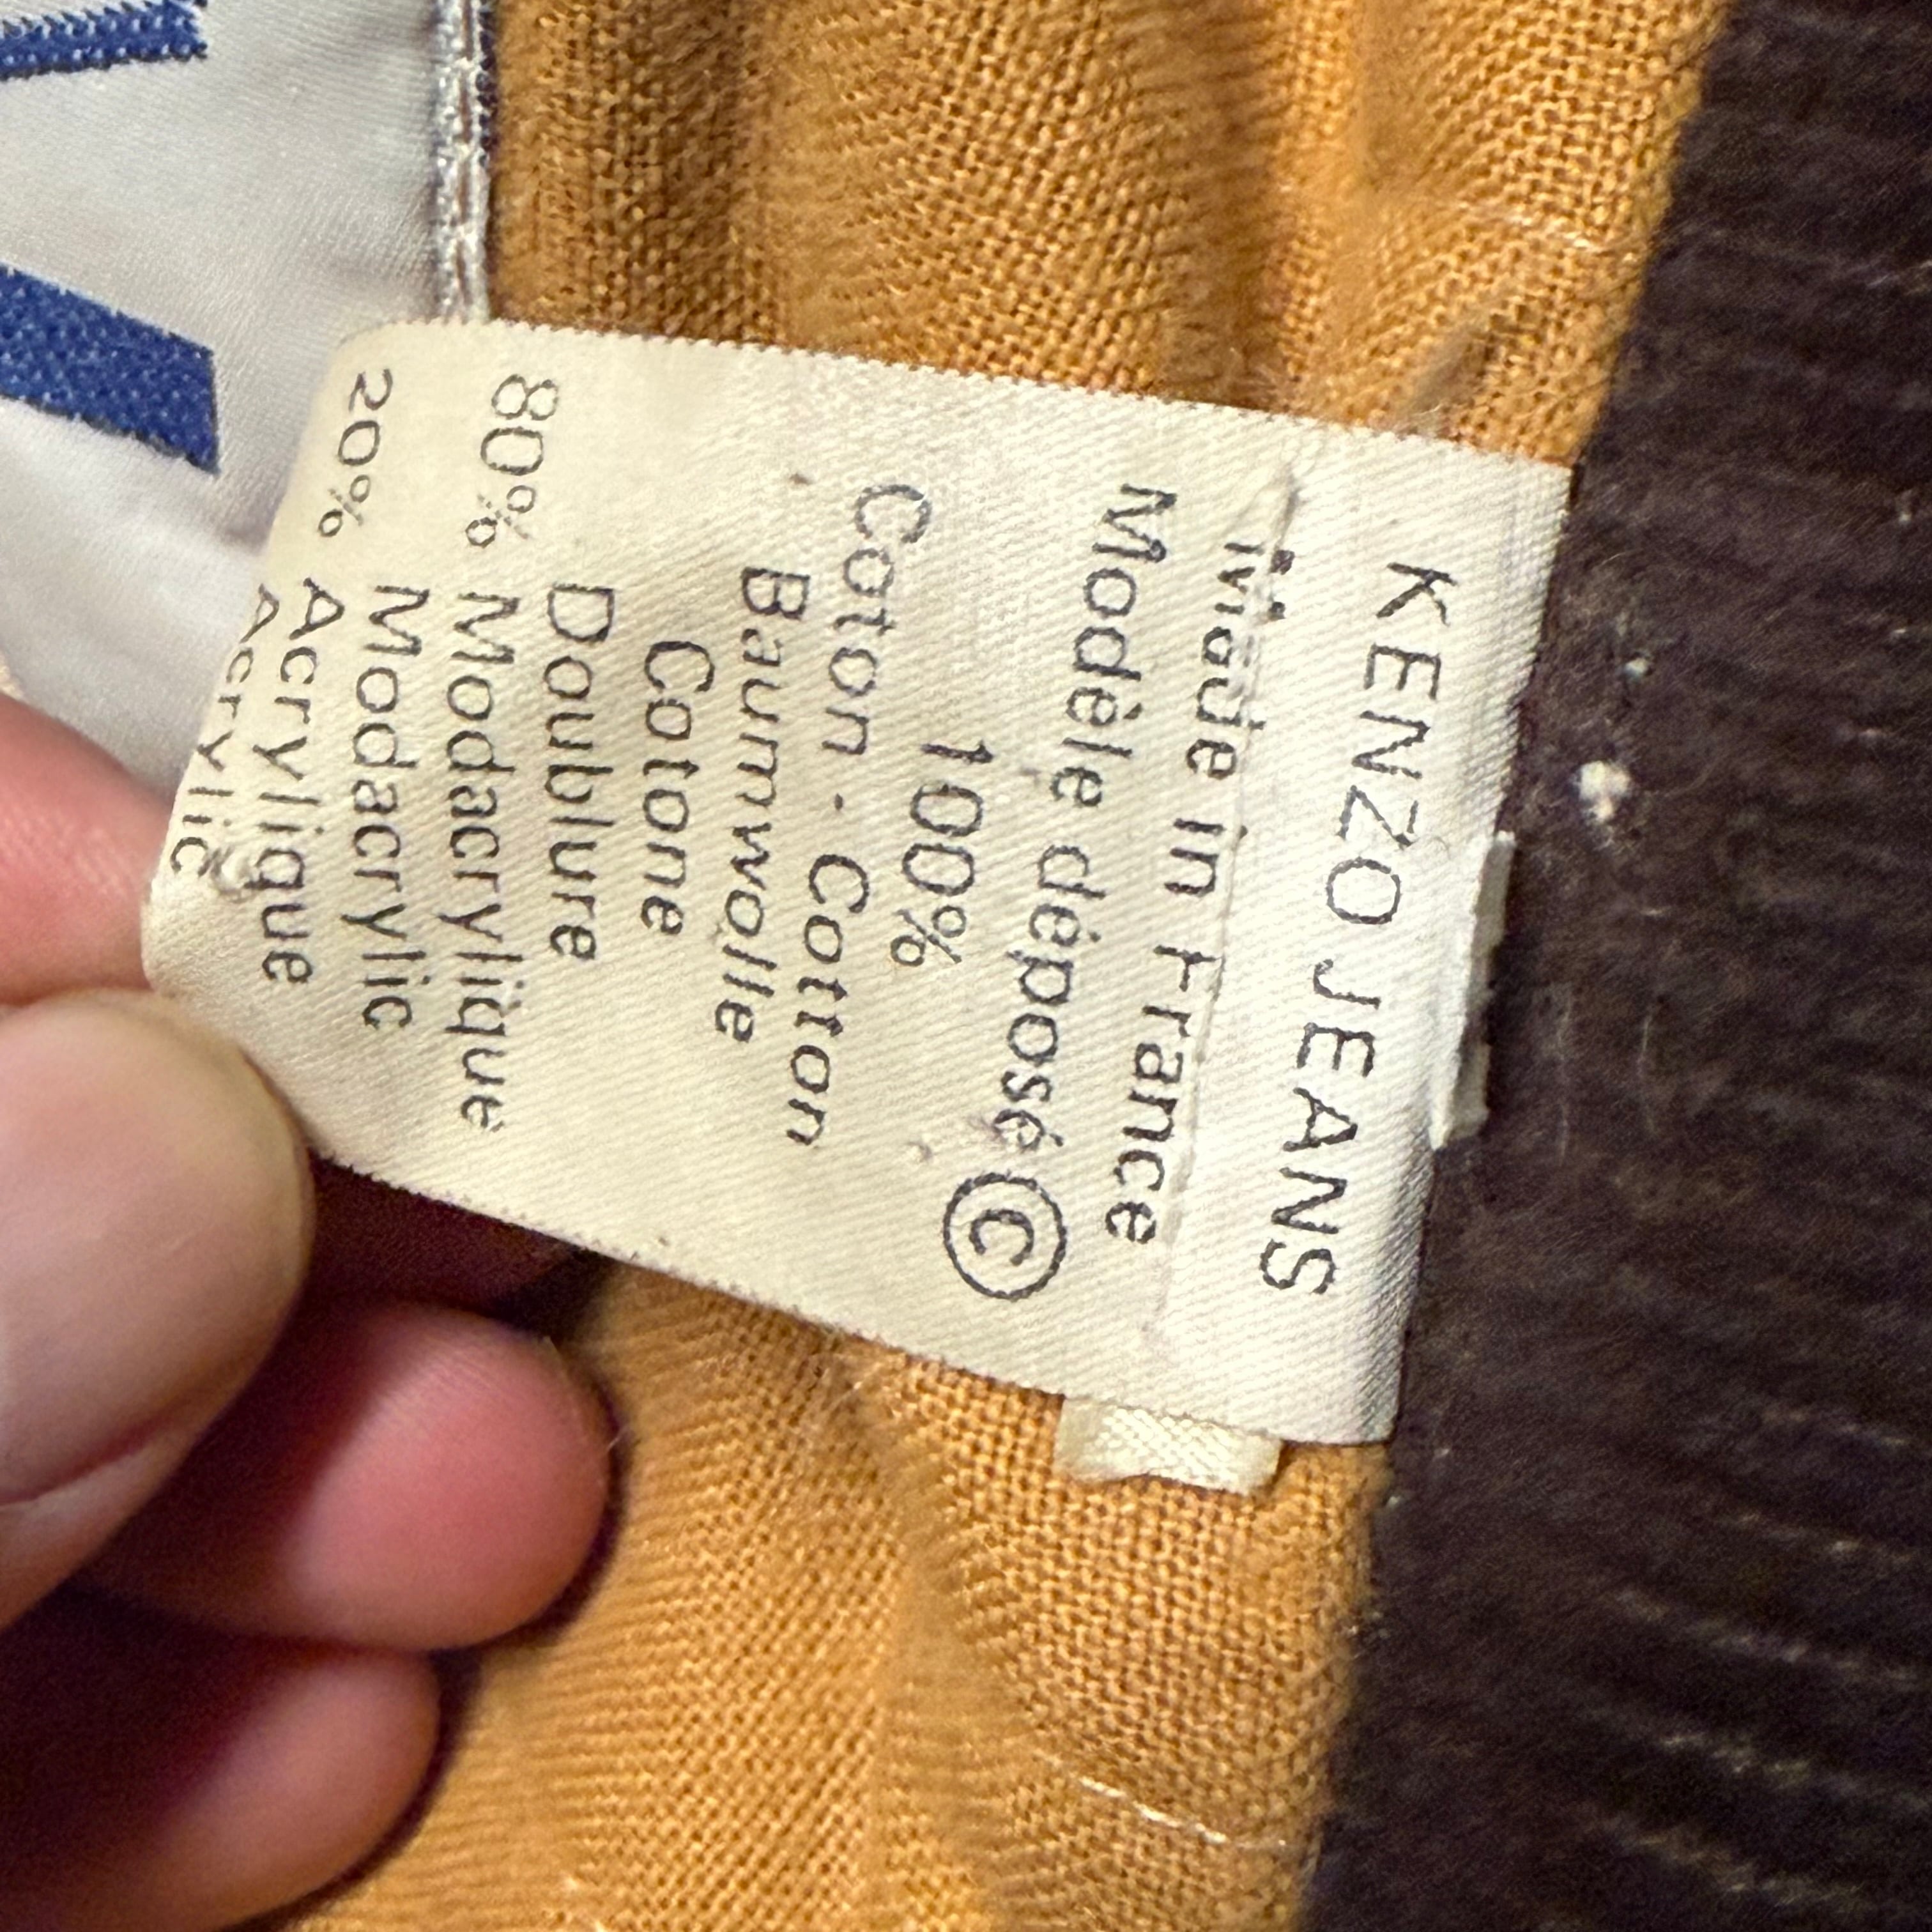 KENZO JEANS
Made in France
Modèle déposé ©
100%
Coton - Cotton
Baumwolle
Cotone
Doublure
80% Modacrylique
Modacrylic
20% Acrylique
Acrylic